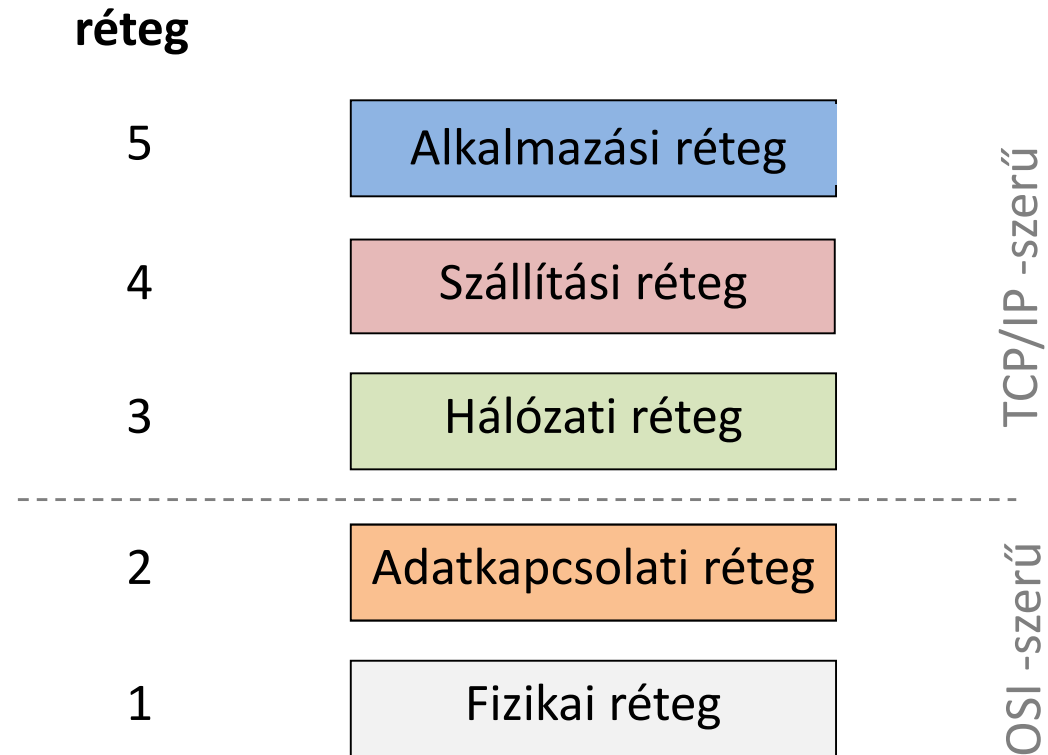 réteg
5 Alkalmazási réteg
4 Szállítási réteg
3 Hálózati réteg
TCP/IP -szerű
2 Adatkapcsolati réteg
1 Fizikai réteg
OSI -szerű